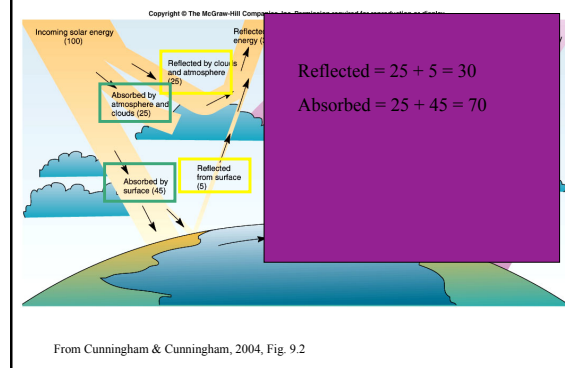 Copyright © The McGraw-Hill
Incoming solar energy
(100)
Reflected by clouds
and atmosphere
(25)
Absorbed by
atmosphere and
clouds (25)
Absorbed by
surface (45)
Reflected
from surface
(5)
energy
Reflected = 25 + 5 = 30
Absorbed = 25 + 45 = 70
From Cunningham & Cunningham, 2004, Fig. 9.2